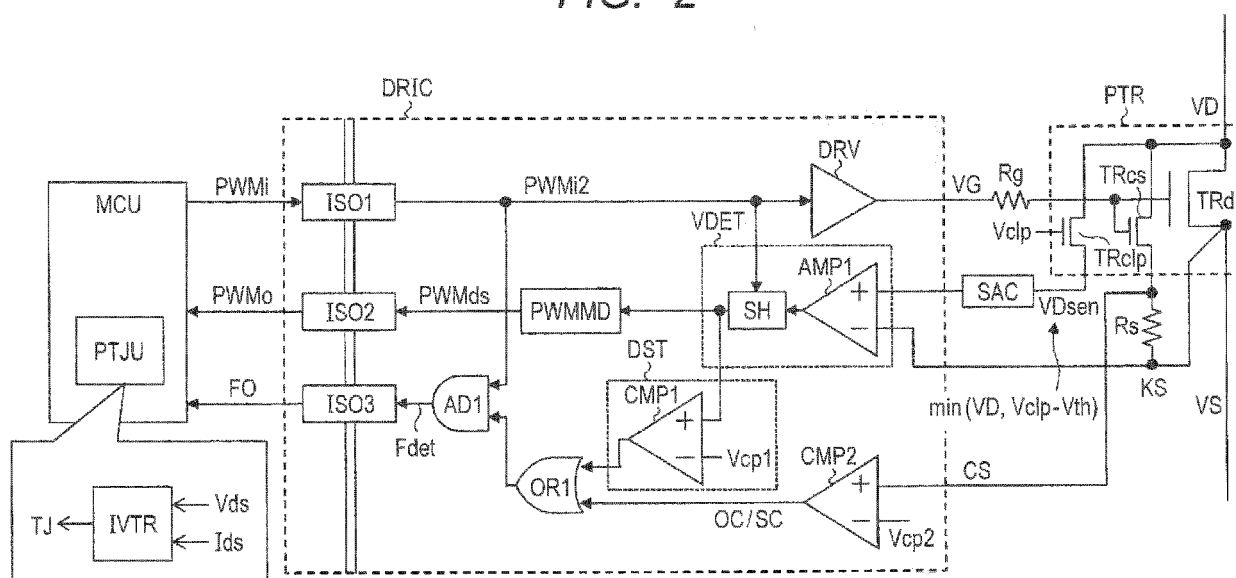 FIG. 2
DRIC
PTR
VD
DRV
MCU
PWMi
ISO1
PWMi2
VG
Rg
TRcs
TRd
VDET
Vclp
TRclp
AMP1
+
−
PWMo
ISO2
PWMds
PWMMD
SH
SAC
VDsen
Rs
PTJU
DST
KS
FO
ISO3
AD1
CMP1
+
−
Vcp1
min (VD, Vclp-Vth)
VS
Fdet
OR1
CMP2
+
−
CS
OC/SC
Vcp2
TJ
IVTR
Vds
Ids